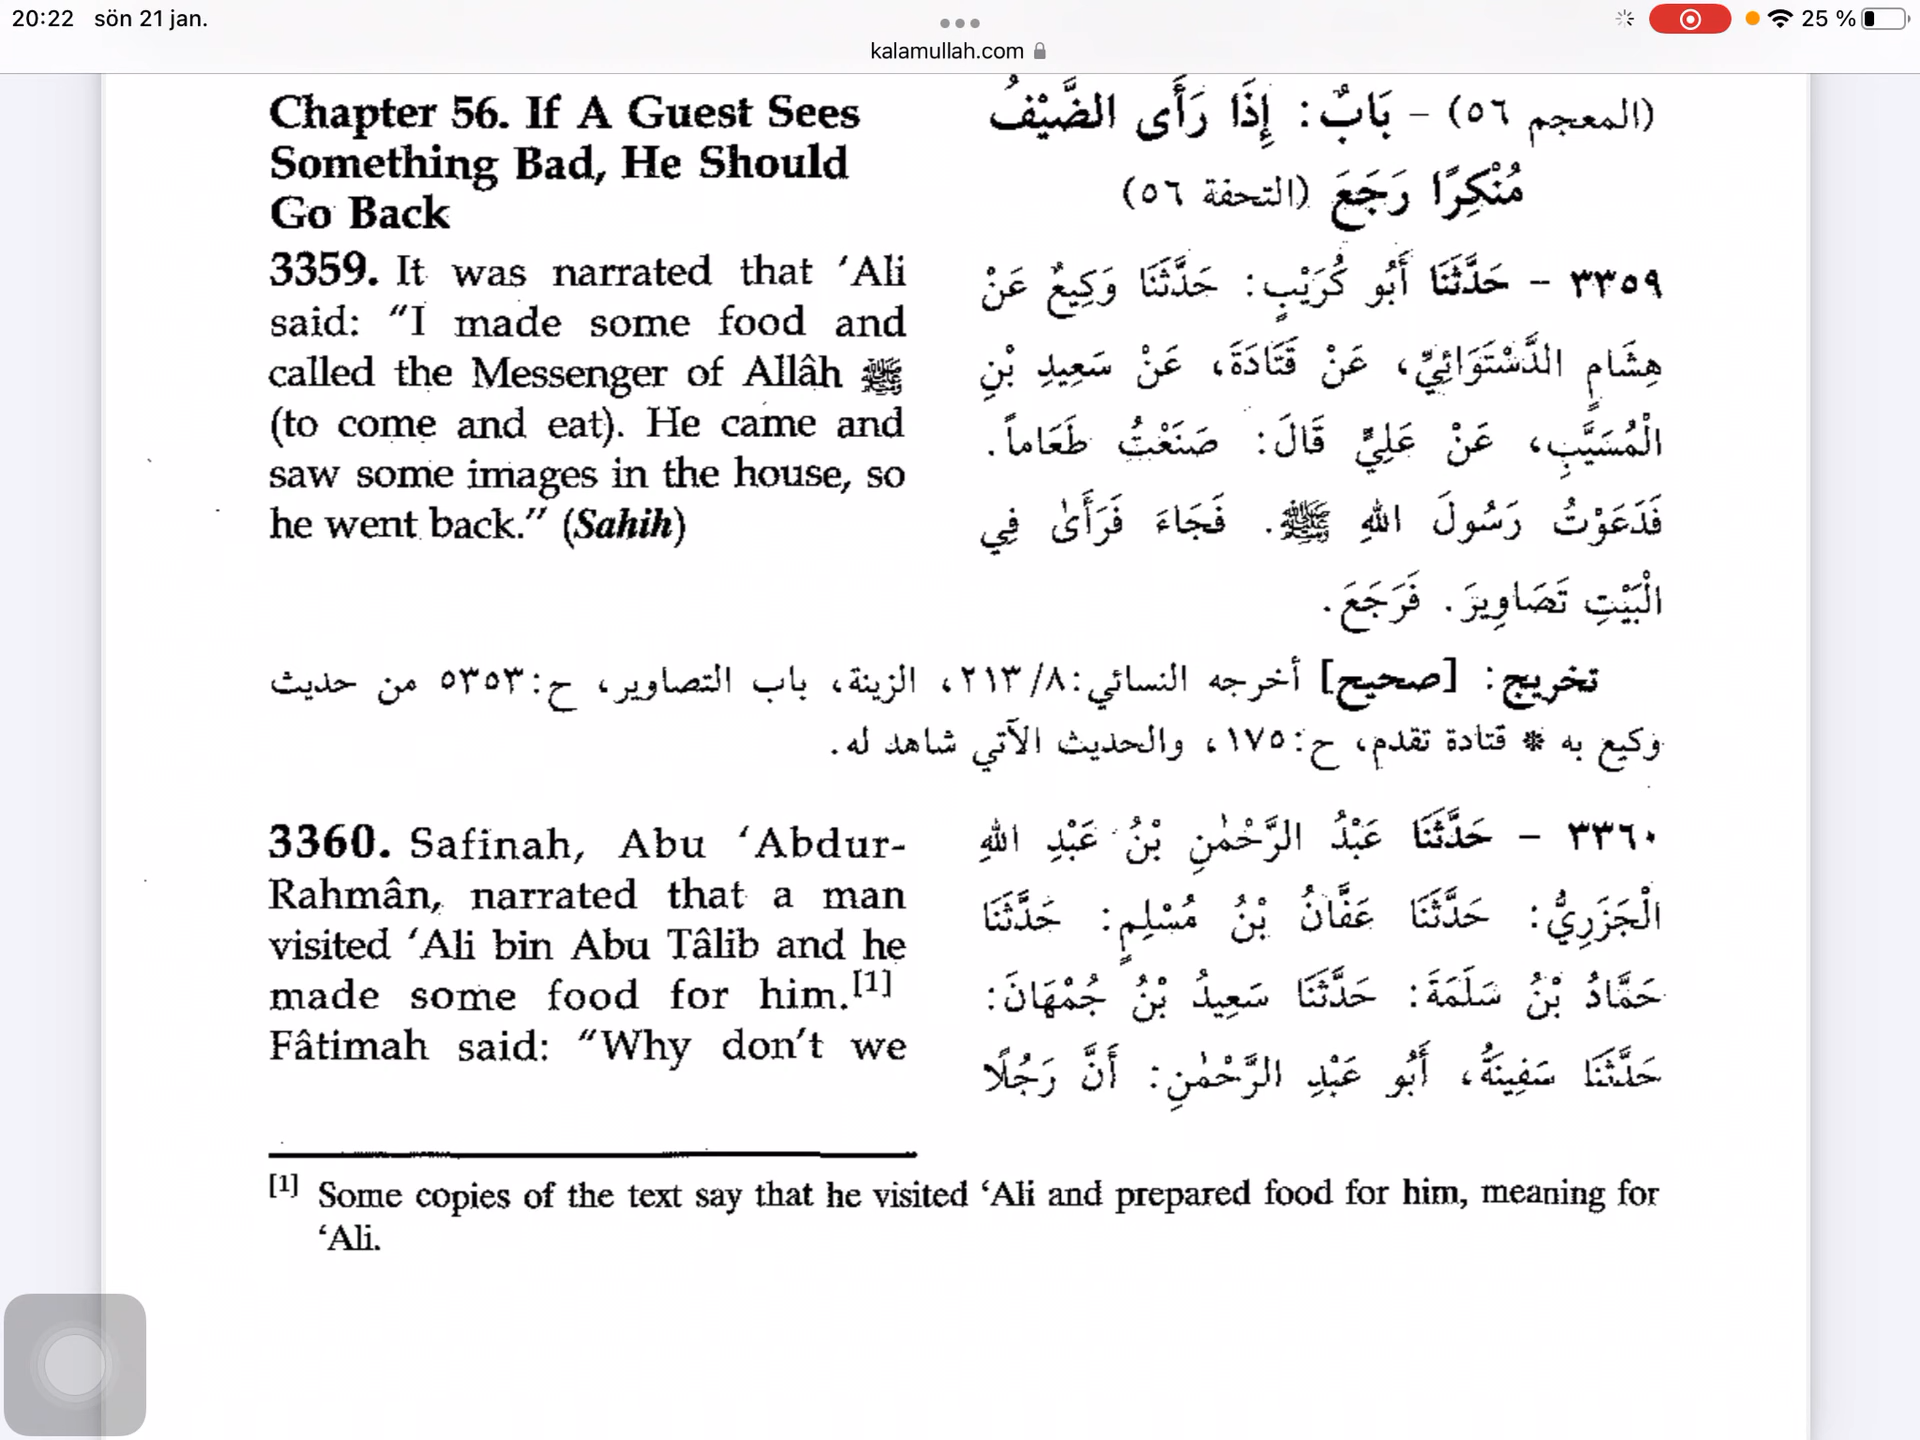 20:22 sön 21 jan.
25 %
kalamullah.com
Chapter 56. If A Guest Sees
Something Bad, He Should
Go Back
(المعجم ٥٦) - بَابٌ: إِذَا رَأَى الضَّيْفُ
مُنْكِرًا رَجَعَ (التحفة ٥٦)
3359. It was narrated that ‘Ali
said: “I made some food and
called the Messenger of Allâh ﷺ
(to come and eat). He came and
saw some images in the house, so
he went back.” (Sahih)
٣٣٥٩ - حَدَّثَنَا أَبُو كُرَيْبٍ: حَدَّثَنَا وَكِيعٌ عَنْ
هِشَامٍ الدَّسْتَوَائِيِّ، عَنْ قَتَادَةَ، عَنْ سَعِيدِ بْنِ
الْمُسَيَّبِ، عَنْ عَلِيٍّ قَالَ: صَنَعْتُ طَعَاماً.
فَدَعَوْتُ رَسُولَ اللهِ ﷺ. فَجَاءَ فَرَأَىٰ فِي
الْبَيْتِ تَصَاوِيرَ. فَرَجَعَ.
تخريج: [صحيح] أخرجه النسائي: ٨/ ٢١٣، الزينة، باب التصاوير، ح: ٥٣٥٣ من حديث
وكيع به * قتادة تقدم، ح: ١٧٥، والحديث الآتي شاهد له.
3360. Safinah, Abu ‘Abdur-
Rahmân, narrated that a man
visited ‘Ali bin Abu Tâlib and he
made some food for him.[1]
Fâtimah said: “Why don’t we
٣٣٦٠ - حَدَّثَنَا عَبْدُ الرَّحْمٰنِ بْنُ عَبْدِ اللهِ
الْجَزَرِيُّ: حَدَّثَنَا عَفَّانُ بْنُ مُسْلِمٍ: حَدَّثَنَا
حَمَّادُ بْنُ سَلَمَةَ: حَدَّثَنَا سَعِيدُ بْنُ جُمْهَانَ:
حَدَّثَنَا سَفِينَةُ، أَبُو عَبْدِ الرَّحْمٰنِ: أَنَّ رَجُلًا
[1] Some copies of the text say that he visited ‘Ali and prepared food for him, meaning for
‘Ali.